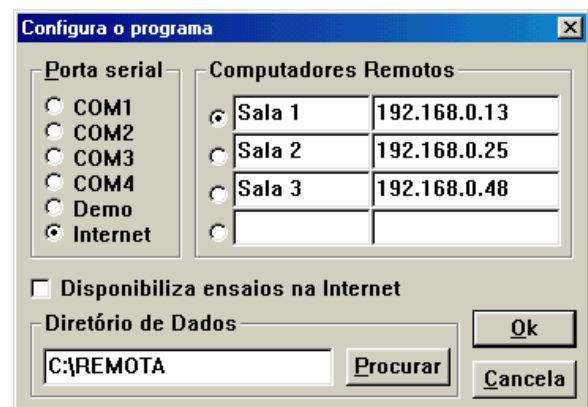 Configura o programa
Porta serial
COM1
COM2
COM3
COM4
Demo
Internet
Computadores Remotos
Sala 1 192.168.0.13
Sala 2 192.168.0.25
Sala 3 192.168.0.48
Disponibiliza ensaios na Internet
Diretório de Dados
C:\REMOTA
Procurar
Ok
Cancela